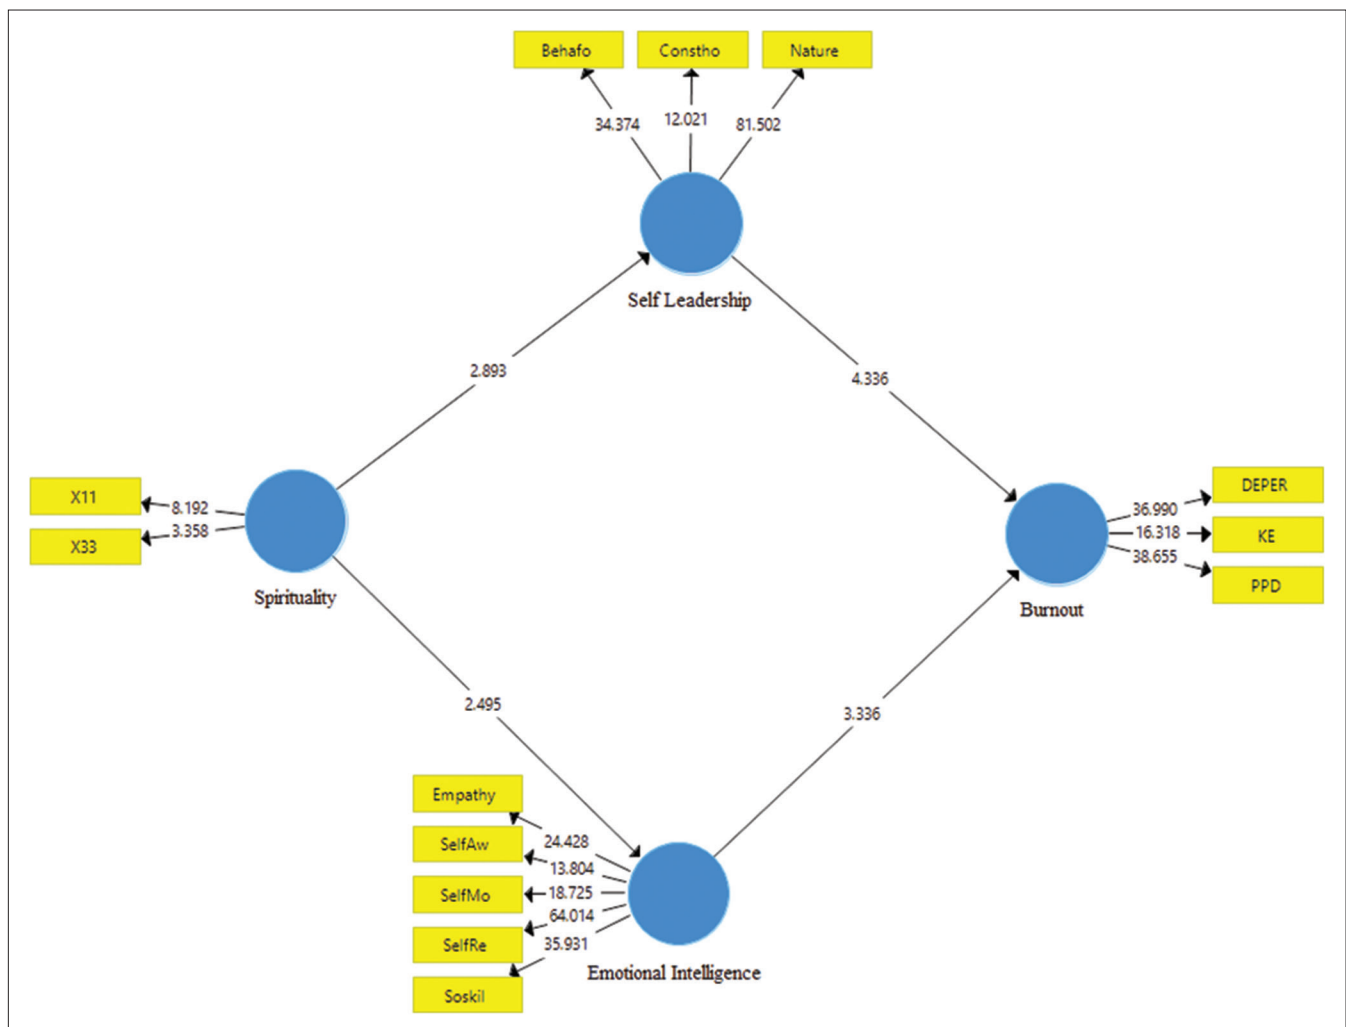 Behafo
Constho
Nature
34.374
12.021
81.502
Self Leadership
2.893
4.336
X11
8.192
X33
3.358
Spirituality
36.990
DEPER
16.318
KE
38.655
PPD
Burnout
2.495
3.336
Empathy
24.428
SelfAw
13.804
SelfMo
18.725
SelfRe
64.014
Soskil
35.931
Emotional Intelligence